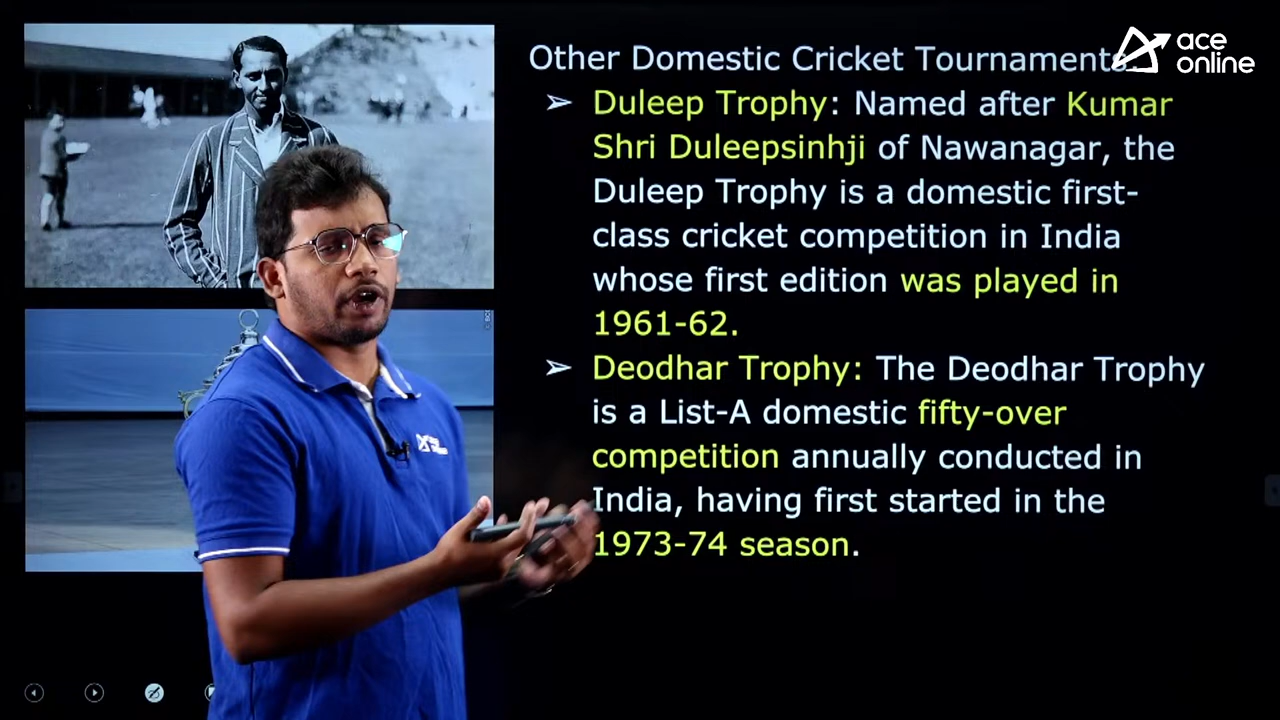 Other Domestic Cricket Tournaments:
ace
online
➢ Duleep Trophy: Named after Kumar
Shri Duleepsinhji of Nawanagar, the
Duleep Trophy is a domestic first-
class cricket competition in India
whose first edition was played in
1961-62.
➢ Deodhar Trophy: The Deodhar Trophy
is a List-A domestic fifty-over
competition annually conducted in
India, having first started in the
1973-74 season.